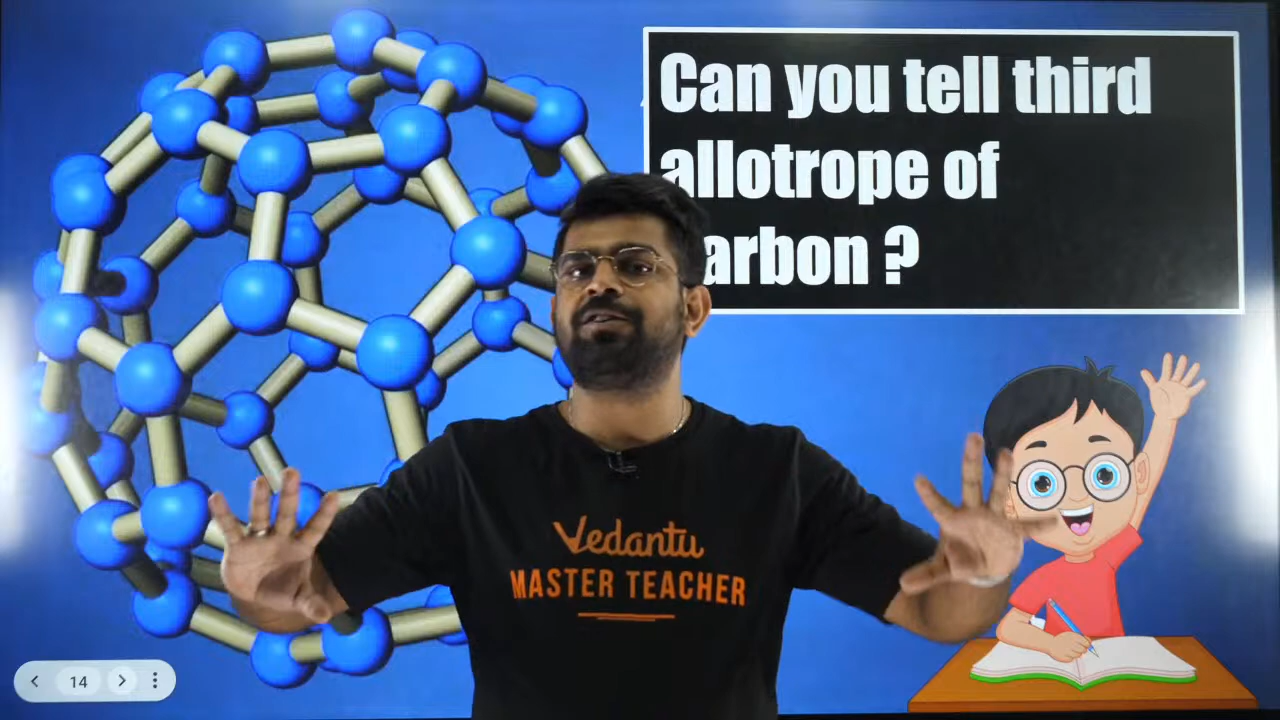 Can you tell third
allotrope of
arbon ?
Vedantu
MASTER TEACHER
14